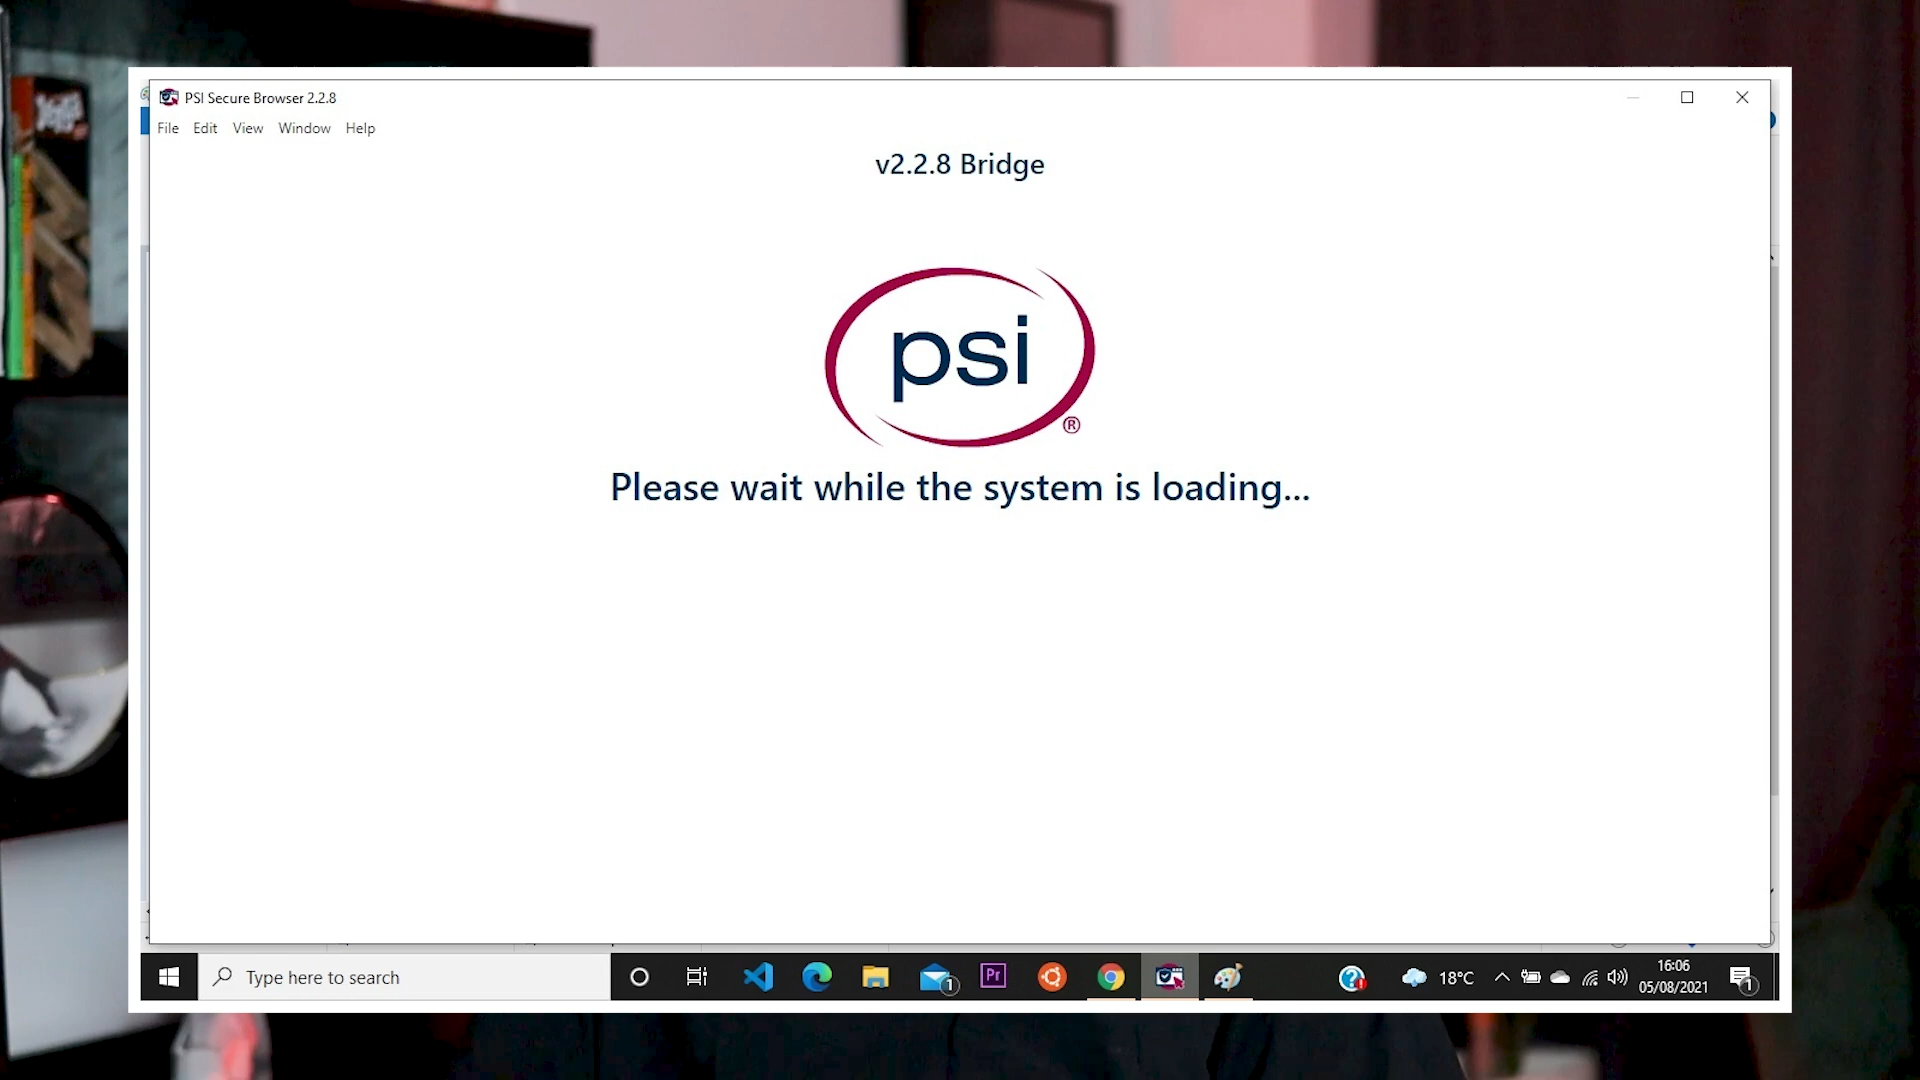 PSI Secure Browser 2.2.8
File Edit View Window Help
v2.2.8 Bridge
psi
®
Please wait while the system is loading...
Type here to search
1
Pr
18°C
16:06
05/08/2021
1